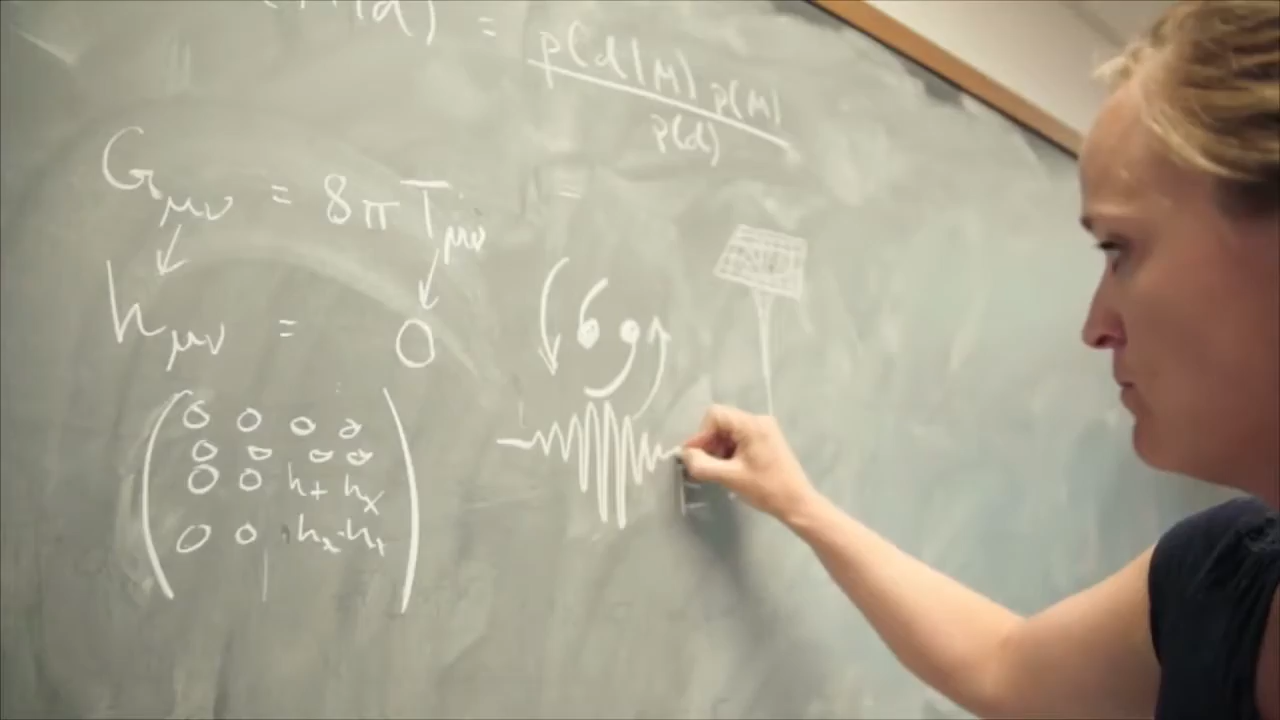 (M|d) = p(d|M) p(M)
p(d)
Gμν = 8π Tμν =
hμν = 0
0 0 0 0
0 0 0 0
0 0 h+ hx
0 0 hx -h+